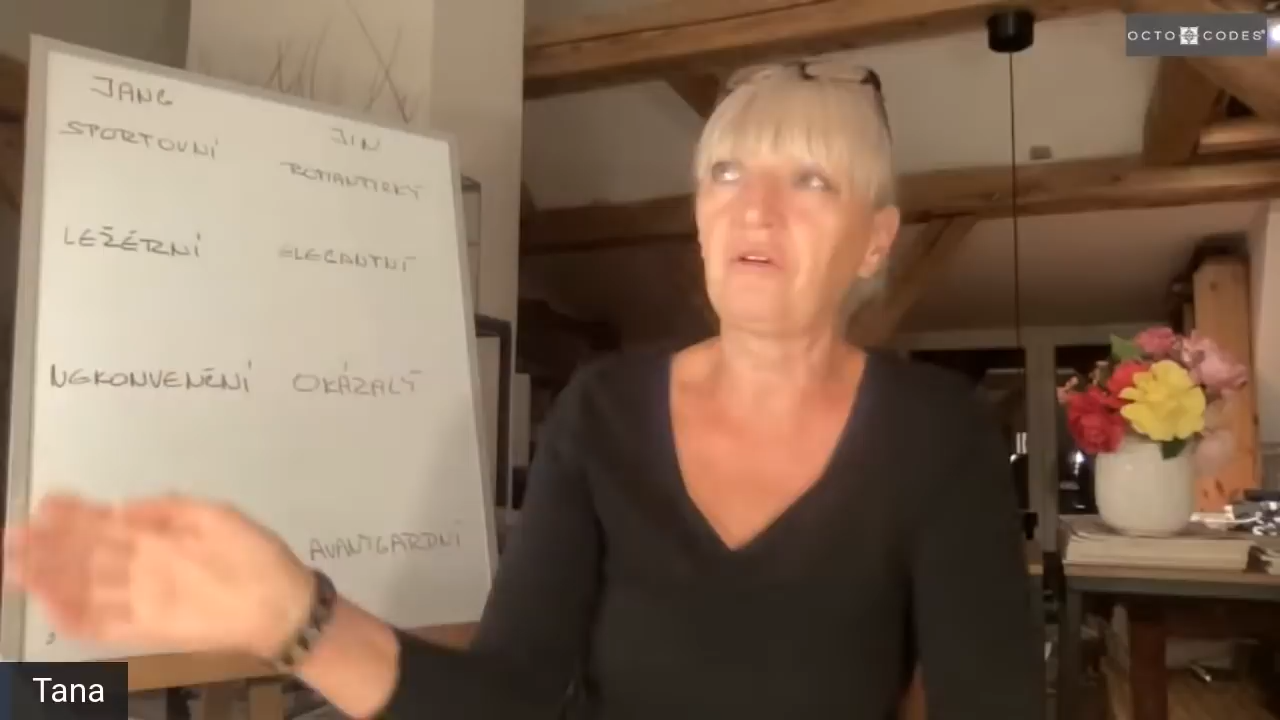 JANG
JIN
SPORTOVNÍ
ROMANTICKÝ
LEŽÉRNÍ
ELEGANTNÍ
NEKONVENČNÍ
OKÁZALÝ
AVANTGARDNÍ
OCTO CODES
Tana